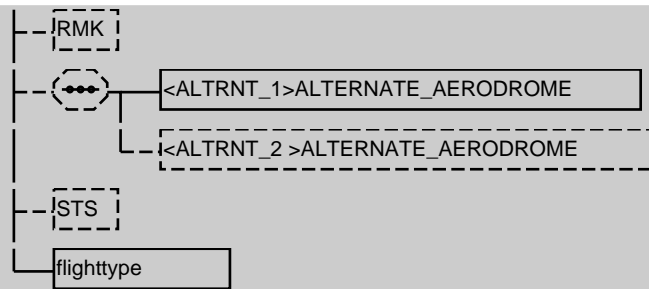 RMK
<ALTRNT_1>ALTERNATE_AERODROME
<ALTRNT_2 >ALTERNATE_AERODROME
STS
flighttype